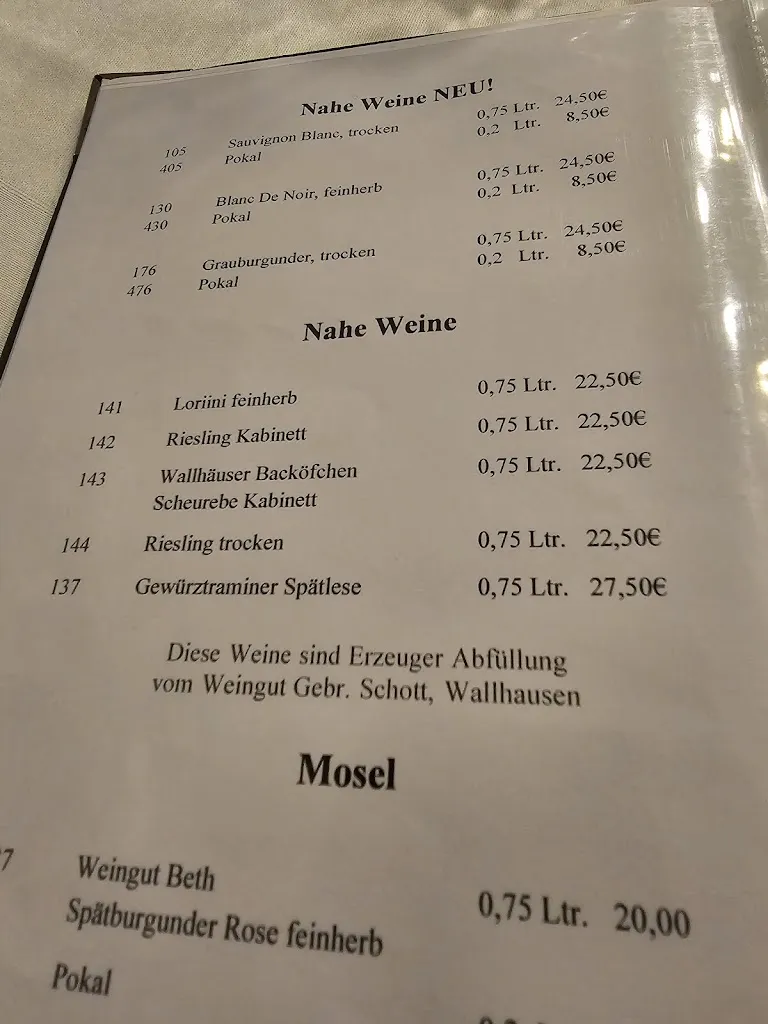 Nahe Weine NEU!
105 Sauvignon Blanc, trocken 0,75 Ltr. 24,50€
405 Pokal 0,2 Ltr. 8,50€
130 Blanc De Noir, feinherb 0,75 Ltr. 24,50€
430 Pokal 0,2 Ltr. 8,50€
176 Grauburgunder, trocken 0,75 Ltr. 24,50€
476 Pokal 0,2 Ltr. 8,50€
Nahe Weine
141 Loriini feinherb 0,75 Ltr. 22,50€
142 Riesling Kabinett 0,75 Ltr. 22,50€
143 Wallhäuser Backöfchen 0,75 Ltr. 22,50€
Scheurebe Kabinett
144 Riesling trocken 0,75 Ltr. 22,50€
137 Gewürztraminer Spätlese 0,75 Ltr. 27,50€
Diese Weine sind Erzeuger Abfüllung
vom Weingut Gebr. Schott, Wallhausen
Mosel
Weingut Beth
Spätburgunder Rose feinherb 0,75 Ltr. 20,00
Pokal